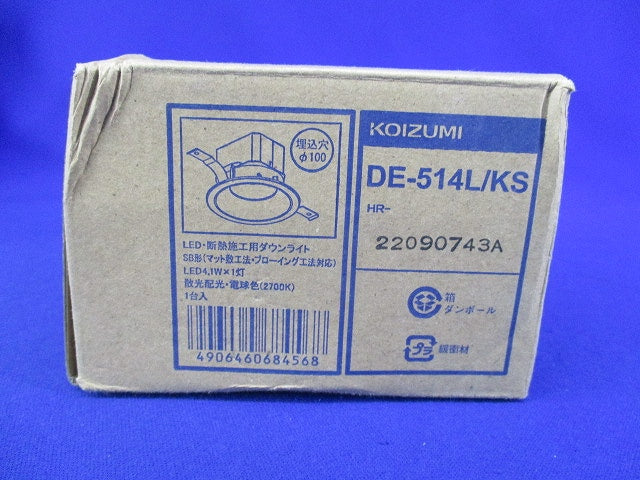 埋込穴
φ100
LED・断熱施工用ダウンライト
SB形(マット敷工法・ブローイング工法対応)
LED4.1W×1灯
散光配光・電球色(2700K)
1台入
4906460684568
KOIZUMI
DE-514L/KS
HR-
22090743A
箱
ダンボール
プラ
緩衝材